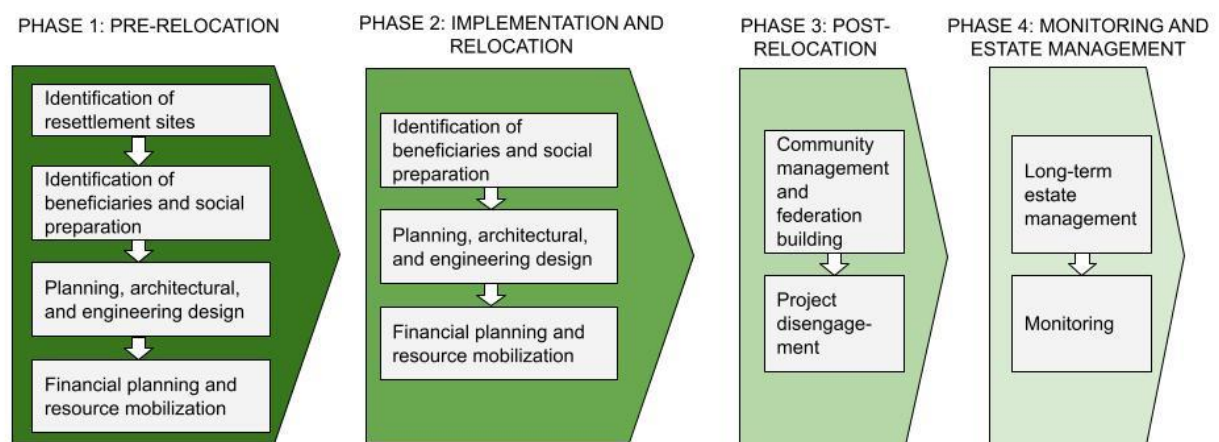 PHASE 1: PRE-RELOCATION
Identification of
resettlement sites
Identification of
beneficiaries and social
preparation
Planning, architectural,
and engineering design
Financial planning and
resource mobilization
PHASE 2: IMPLEMENTATION AND
RELOCATION
Identification of
beneficiaries and social
preparation
Planning, architectural,
and engineering design
Financial planning and
resource mobilization
PHASE 3: POST-
RELOCATION
Community
management
and
federation
building
Project
disengage-
ment
PHASE 4: MONITORING AND
ESTATE MANAGEMENT
Long-term
estate
management
Monitoring